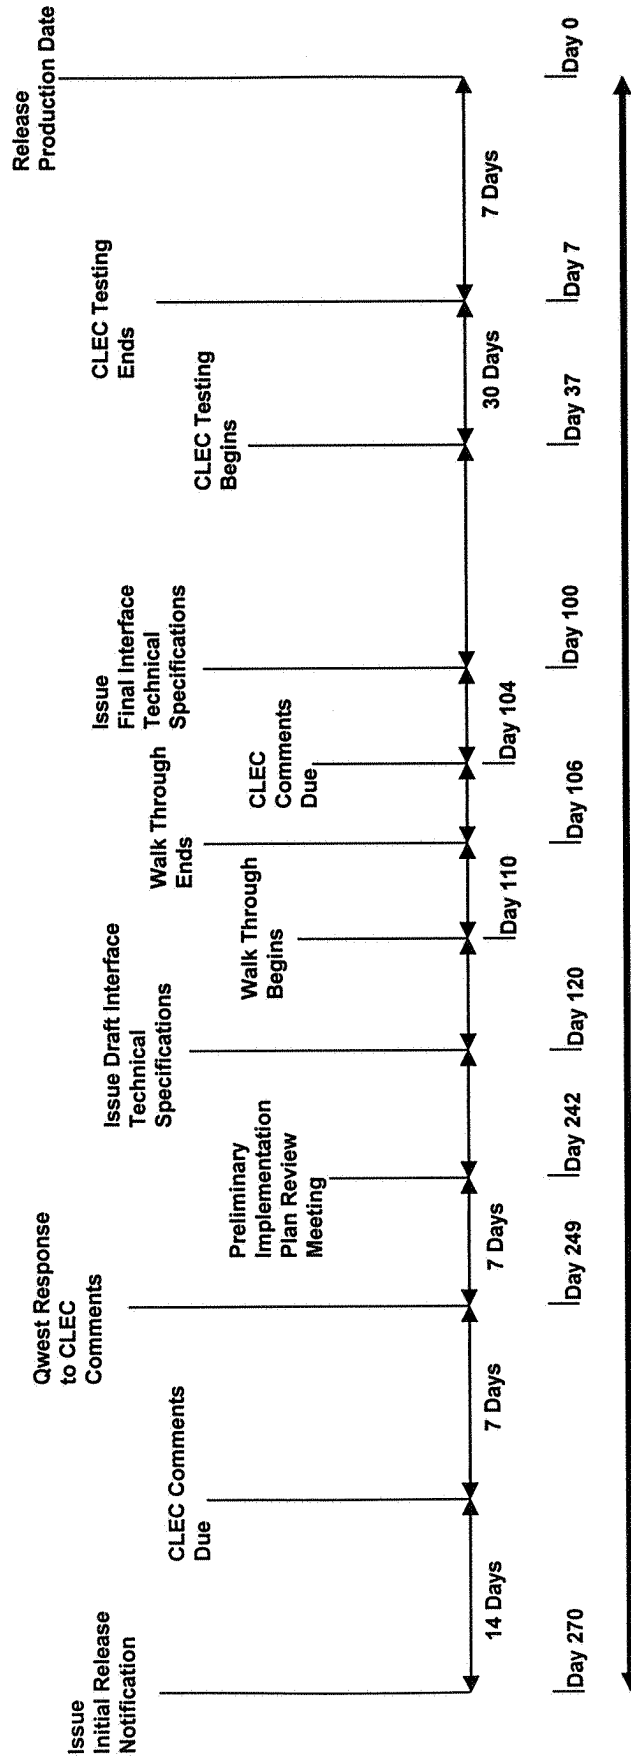 Issue
Initial Release
Notification
CLEC Comments
Due
Qwest Response
to CLEC
Comments
Preliminary
Implementation
Plan Review
Meeting
Issue Draft Interface
Technical
Specifications
Walk Through
Begins
Walk Through
Ends
CLEC
Comments
Due
Issue
Final Interface
Technical
Specifications
CLEC Testing
Begins
CLEC Testing
Ends
Release
Production Date
14 Days
7 Days
7 Days
30 Days
7 Days
Day 270
Day 249
Day 242
Day 120
Day 110
Day 106
Day 104
Day 100
Day 37
Day 7
Day 0